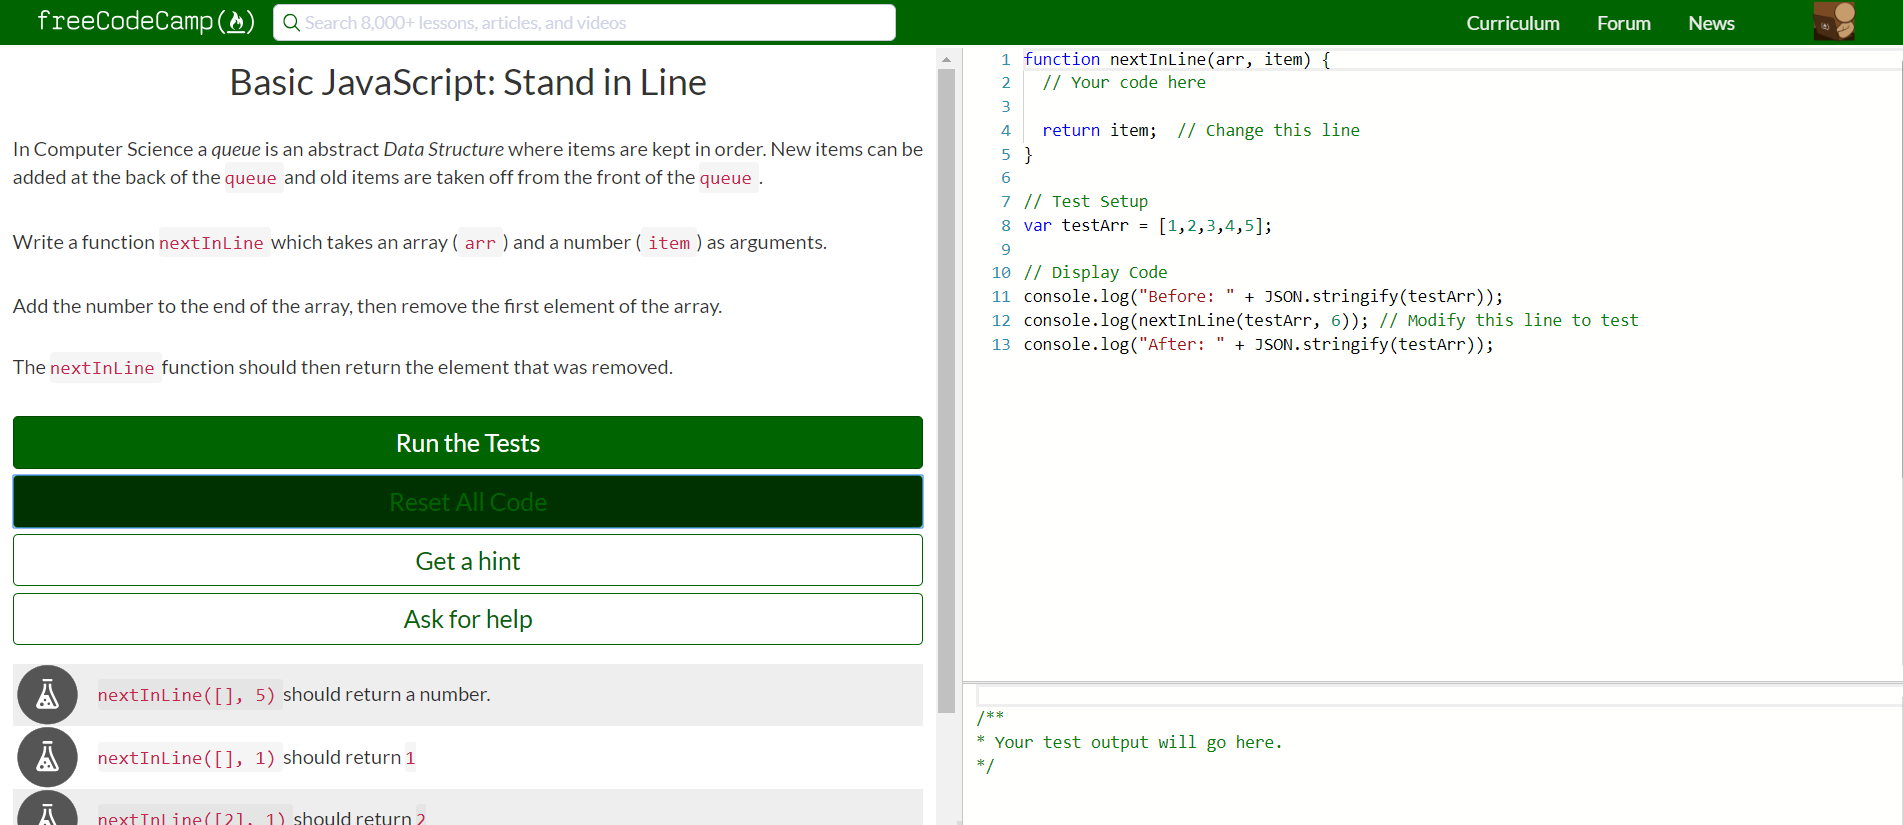 freeCodeCamp
Search 8,000+ lessons, articles, and videos
Curriculum Forum News
Basic JavaScript: Stand in Line
In Computer Science a queue is an abstract Data Structure where items are kept in order. New items can be
added at the back of the queue and old items are taken off from the front of the queue .
Write a function nextInLine which takes an array ( arr ) and a number ( item ) as arguments.
Add the number to the end of the array, then remove the first element of the array.
The nextInLine function should then return the element that was removed.
Run the Tests
Reset All Code
Get a hint
Ask for help
nextInLine([], 5) should return a number.
nextInLine([], 1) should return 1
nextInLine([2], 1) should return 2
1 function nextInLine(arr, item) {
2 // Your code here
3
4 return item; // Change this line
5 }
6
7 // Test Setup
8 var testArr = [1,2,3,4,5];
9
10 // Display Code
11 console.log("Before: " + JSON.stringify(testArr));
12 console.log(nextInLine(testArr, 6)); // Modify this line to test
13 console.log("After: " + JSON.stringify(testArr));
/**
* Your test output will go here.
*/